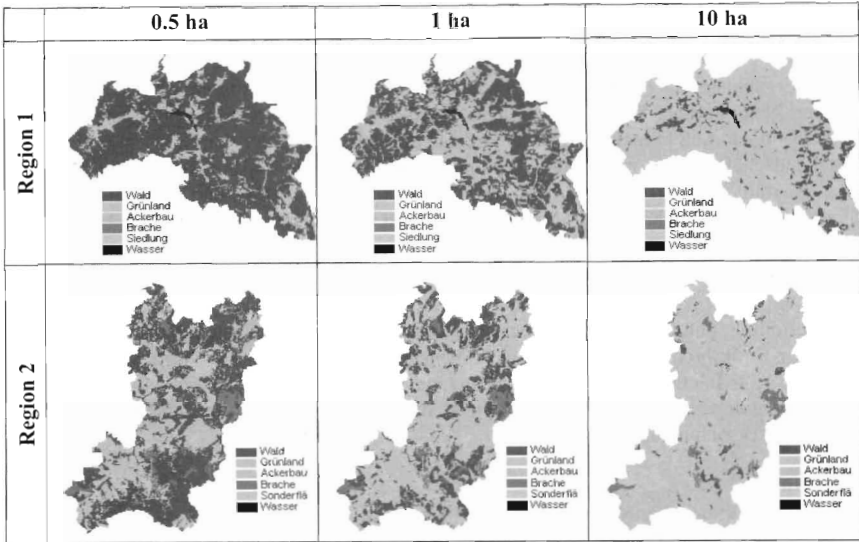 0.5 ha
1 ha
10 ha
Region 1
Wald
Grünland
Ackerbau
Brache
Siedlung
Wasser
Wald
Grünland
Ackerbau
Brache
Siedlung
Wasser
Wald
Grünland
Ackerbau
Brache
Siedlung
Wasser
Region 2
Wald
Grünland
Ackerbau
Brache
Sonderflä
Wasser
Wald
Grünland
Ackerbau
Brache
Sonderflä
Wasser
Wald
Grünland
Ackerbau
Brache
Sonderflä
Wasser